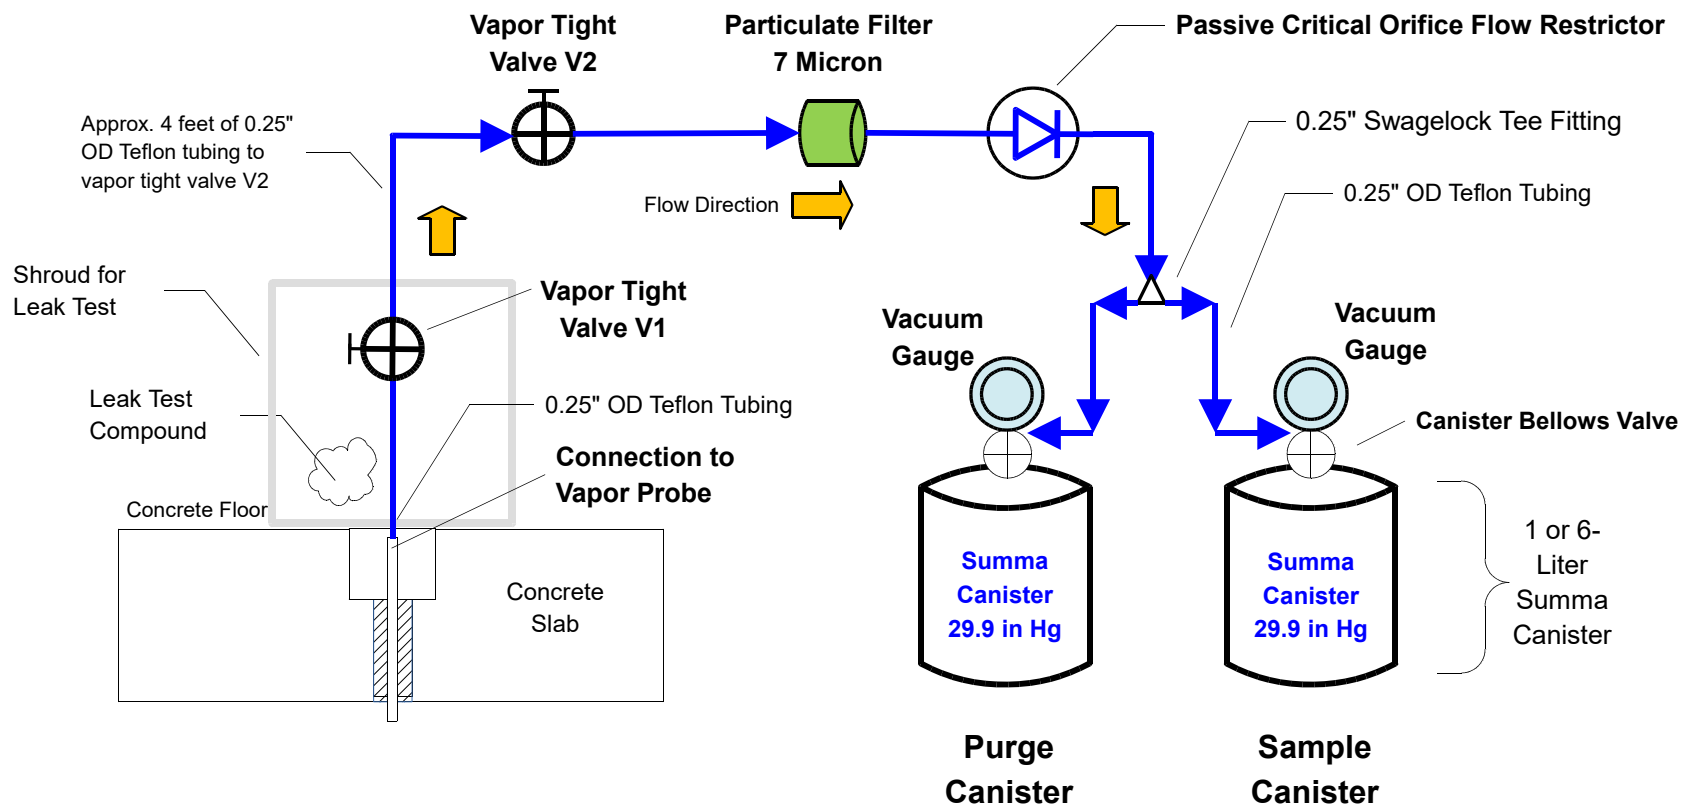 Vapor Tight
Valve V2
Particulate Filter
7 Micron
Passive Critical Orifice Flow Restrictor
Approx. 4 feet of 0.25"
OD Teflon tubing to
vapor tight valve V2
0.25" Swagelock Tee Fitting
0.25" OD Teflon Tubing
Flow Direction
Shroud for
Leak Test
Vapor Tight
Valve V1
Vacuum
Gauge
Vacuum
Gauge
Leak Test
Compound
0.25" OD Teflon Tubing
Canister Bellows Valve
Connection to
Vapor Probe
Concrete Floor
Concrete
Slab
Summa
Canister
29.9 in Hg
Summa
Canister
29.9 in Hg
1 or 6-
Liter
Summa
Canister
Purge
Canister
Sample
Canister